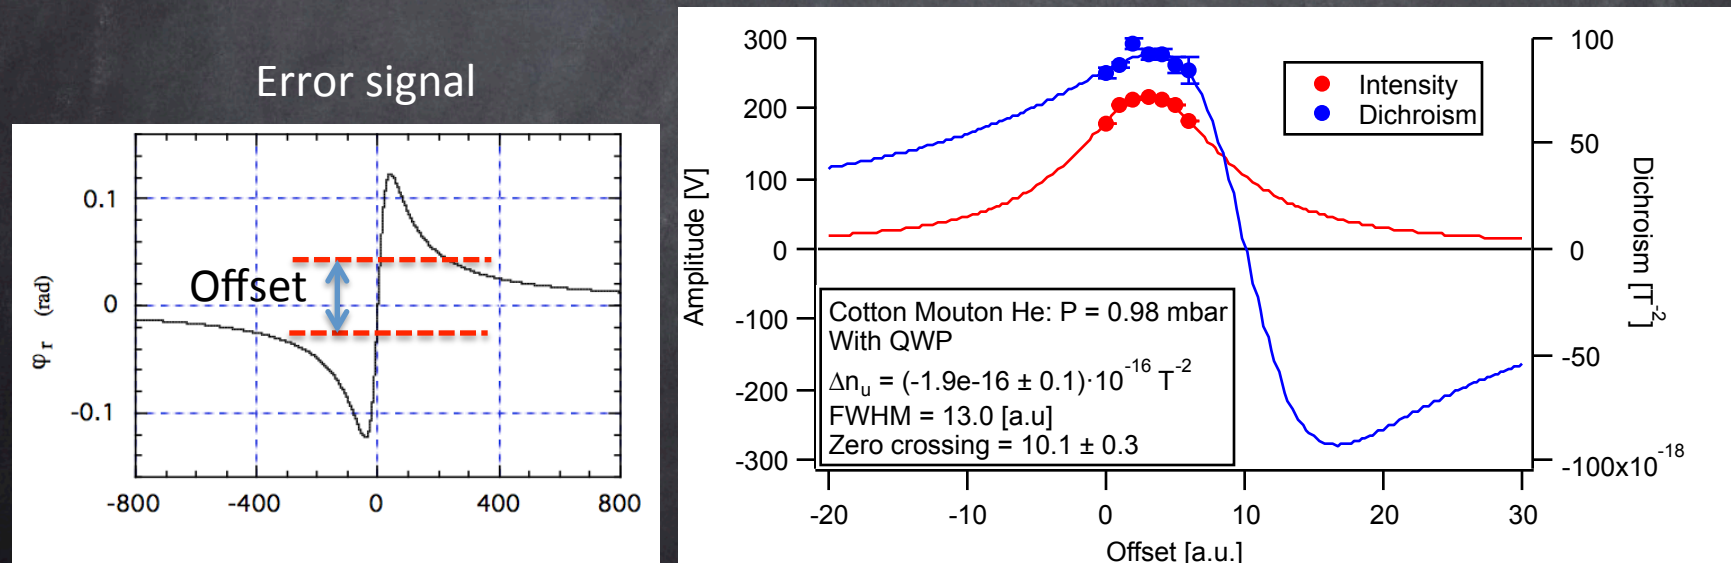 Error signal
0.1
0
-0.1
φr (rad)
Offset
-800
-400
0
400
800
300
200
100
0
-100
-200
-300
Amplitude [V]
Intensity
Dichroism
Cotton Mouton He: P = 0.98 mbar
With QWP
Δnu = (-1.9e-16 ± 0.1)·10^-16 T^-2
FWHM = 13.0 [a.u]
Zero crossing = 10.1 ± 0.3
100
50
0
-50
-100x10^-18
Dichroism [T^-2]
-20
-10
0
10
20
30
Offset [a.u.]